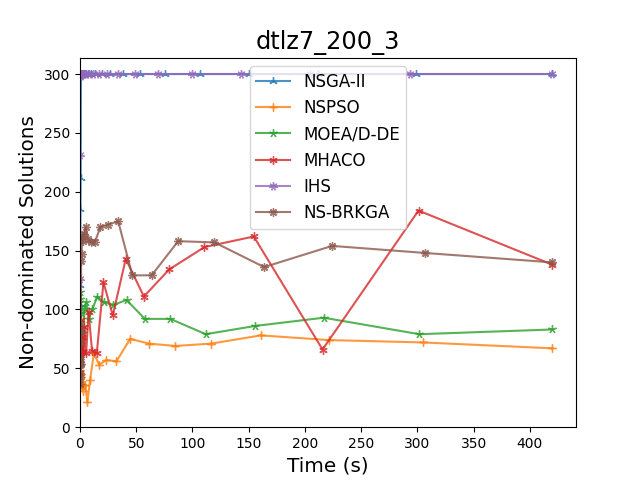 dtlz7_200_3
Non-dominated Solutions
300
250
200
150
100
50
0
NSGA-II
NSPSO
MOEA/D-DE
MHACO
IHS
NS-BRKGA
0 50 100 150 200 250 300 350 400
Time (s)